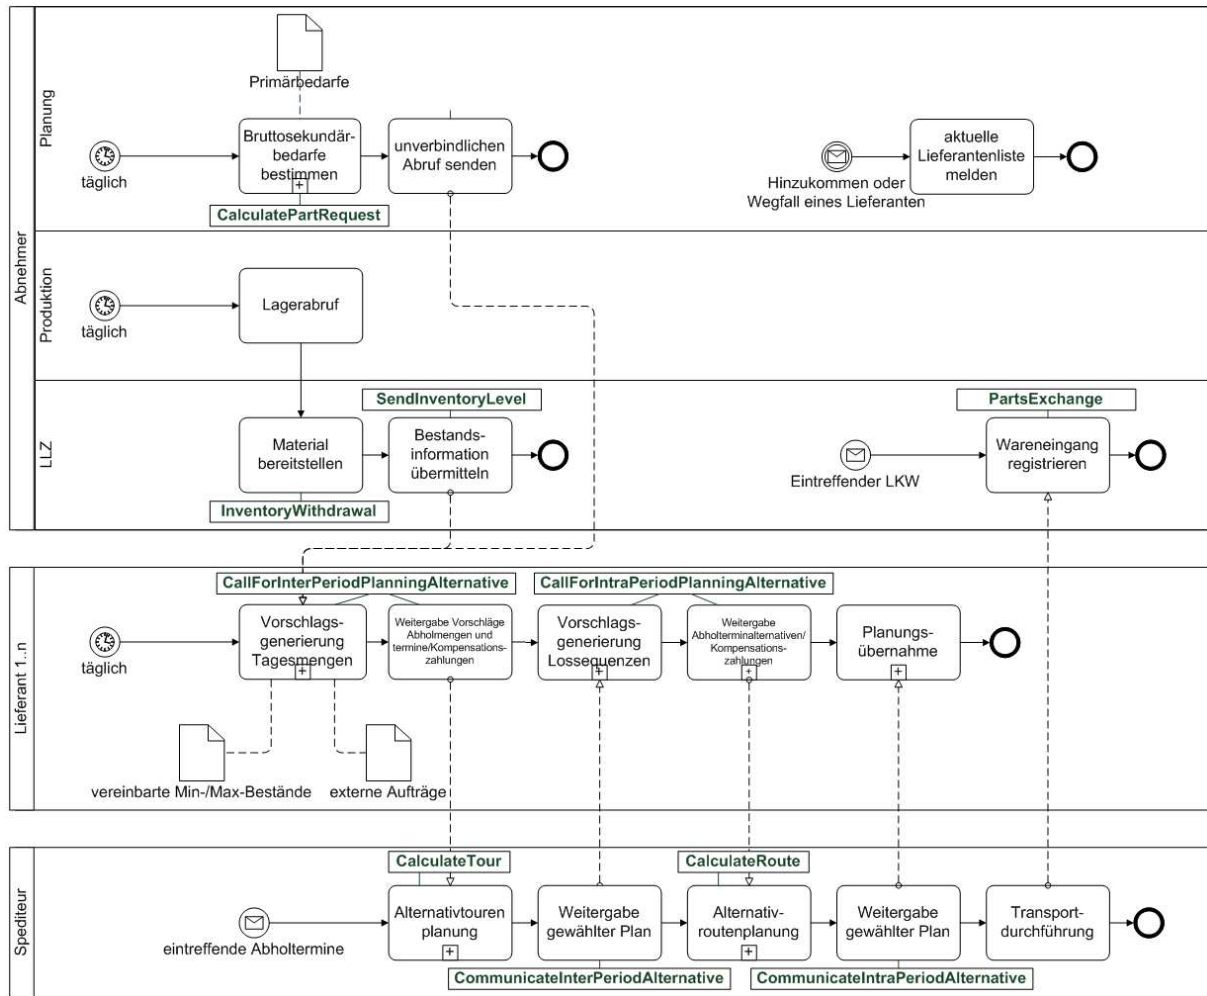 Abnehmer
Planung
Primärbedarfe
täglich
Bruttosekundär-
bedarfe
bestimmen
CalculatePartRequest
unverbindlichen
Abruf senden
Hinzukommen oder
Wegfall eines Lieferanten
aktuelle
Lieferantenliste
melden
Produktion
täglich
Lagerabruf
LLZ
Material
bereitstellen
InventoryWithdrawal
SendInventoryLevel
Bestands-
information
übermitteln
Eintreffender LKW
PartsExchange
Wareneingang
registrieren
Lieferant 1..n
täglich
CallForInterPeriodPlanningAlternative
Vorschlags-
generierung
Tagesmengen
Weitergabe Vorschläge
Abholmengen und
termine/Kompensations-
zahlungen
CallForIntraPeriodPlanningAlternative
Vorschlags-
generierung
Lossequenzen
Weitergabe
Abholterminalternativen/
Kompensations-
zahlungen
Planungs-
übernahme
vereinbarte Min-/Max-Bestände
externe Aufträge
Spediteur
eintreffende Abholtermine
CalculateTour
Alternativtouren
planung
Weitergabe
gewählter Plan
CommunicateInterPeriodAlternative
CalculateRoute
Alternativ-
routenplanung
Weitergabe
gewählter Plan
CommunicateIntraPeriodAlternative
Transport-
durchführung